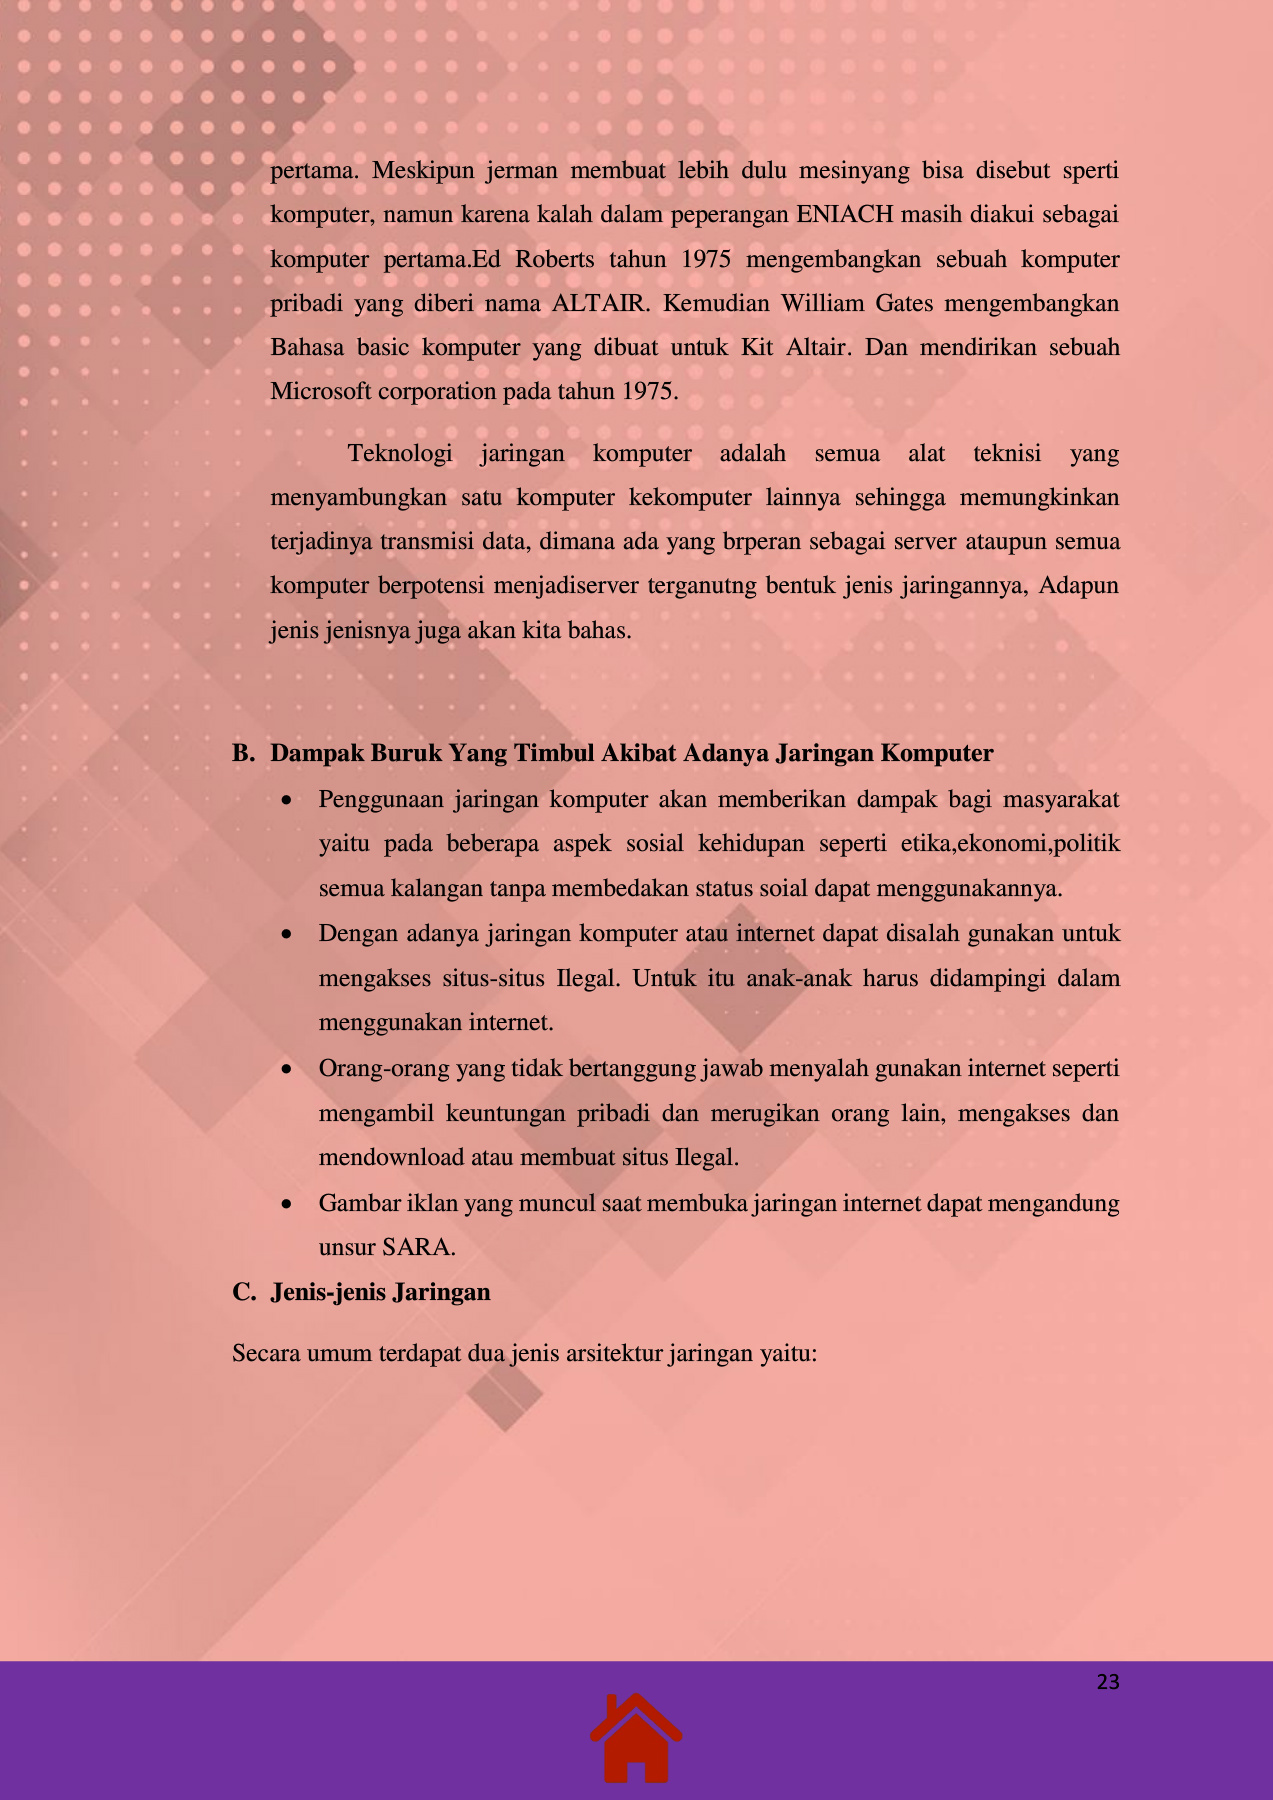 pertama. Meskipun jerman membuat lebih dulu mesinyang bisa disebut sperti
komputer, namun karena kalah dalam peperangan ENIACH masih diakui sebagai
komputer pertama.Ed Roberts tahun 1975 mengembangkan sebuah komputer
pribadi yang diberi nama ALTAIR. Kemudian William Gates mengembangkan
Bahasa basic komputer yang dibuat untuk Kit Altair. Dan mendirikan sebuah
Microsoft corporation pada tahun 1975.
Teknologi jaringan komputer adalah semua alat teknisi yang
menyambungkan satu komputer kekomputer lainnya sehingga memungkinkan
terjadinya transmisi data, dimana ada yang brperan sebagai server ataupun semua
komputer berpotensi menjadiserver terganutng bentuk jenis jaringannya, Adapun
jenis jenisnya juga akan kita bahas.
B. Dampak Buruk Yang Timbul Akibat Adanya Jaringan Komputer
• Penggunaan jaringan komputer akan memberikan dampak bagi masyarakat
yaitu pada beberapa aspek sosial kehidupan seperti etika,ekonomi,politik
semua kalangan tanpa membedakan status soial dapat menggunakannya.
• Dengan adanya jaringan komputer atau internet dapat disalah gunakan untuk
mengakses situs-situs Ilegal. Untuk itu anak-anak harus didampingi dalam
menggunakan internet.
• Orang-orang yang tidak bertanggung jawab menyalah gunakan internet seperti
mengambil keuntungan pribadi dan merugikan orang lain, mengakses dan
mendownload atau membuat situs Ilegal.
• Gambar iklan yang muncul saat membuka jaringan internet dapat mengandung
unsur SARA.
C. Jenis-jenis Jaringan
Secara umum terdapat dua jenis arsitektur jaringan yaitu:
23